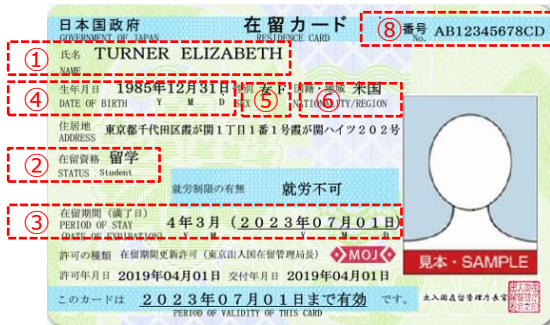 日本国政府 在留カード ⑧ 番号 AB12345678CD
GOVERNMENT OF JAPAN RESIDENCE CARD No.
① 氏名 TURNER ELIZABETH
NAME
④ 生年月日 1985年12月31日 性別 女 F. ⑤ 国籍・地域 米国 ⑥
DATE OF BIRTH Y M D SEX NATIONALITY/REGION
住居地 東京都千代田区霞が関1丁目1番1号霞が関ハイツ202号
ADDRESS
② 在留資格 留学
STATUS Student
就労制限の有無 就労不可
③ 在留期間(満了日) 4年3月(2023年07月01日)
PERIOD OF STAY
(DATE OF EXPIRATION) Y M Y M D
許可の種類 在留期間更新許可(東京出入国在留管理局長) MOJ
許可年月日 2019年04月01日 交付年月日 2019年04月01日
見本・SAMPLE
このカードは 2023年07月01日まで有効 です。 出入国在留管理庁長官
PERIOD OF VALIDITY OF THIS CARD